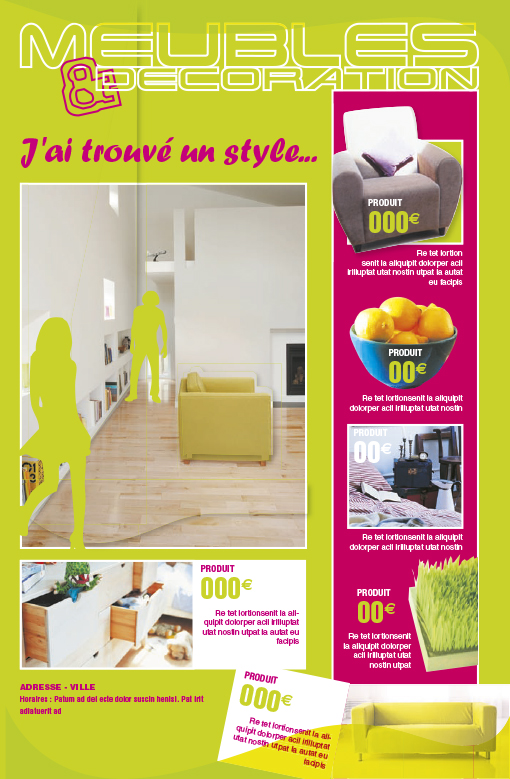 MEUBLES
& DECORATION
J'ai trouvé un style...
PRODUIT
000€
Re tet lortion
senit la aliquipit dolorper acil
iriliuptat utat nostin utpat la autat
eu facipis
PRODUIT
00€
Re tet lortionsenit la aliquipit
dolorper acil iriliuptat utat nostin
PRODUIT
00€
Re tet lortionsenit la aliquipit
dolorper acil iriliuptat utat nostin
PRODUIT
00€
Re tet lortionsenit
la aliquipit dolorper
acil iriliuptat utat
nostin utpat
PRODUIT
000€
Re tet lortionsenit la ali-
quipit dolorper acil iriliuptat
utat nostin utpat la autat eu
facipis
ADRESSE - VILLE
Horaires : Patum ad del este dolor suscin henisl. Pat irit
adiatuerit ad
PRODUIT
000€
Re tet lortionsenit la ali-
quipit dolorper acil iriliuptat
utat nostin utpat la autat eu
facipis